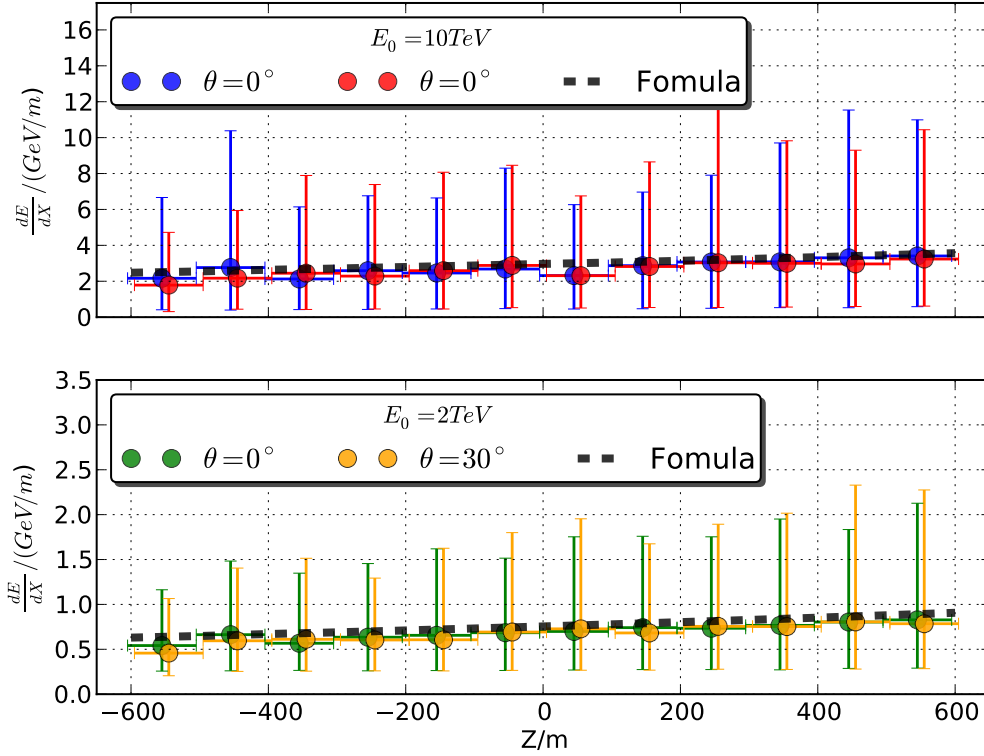 16
14
12
10
8
6
4
2
0
dE/dX /(GeV/m)
E₀ =10TeV
θ=0° θ=0° Fomula
3.5
3.0
2.5
2.0
1.5
1.0
0.5
0.0
dE/dX /(GeV/m)
E₀ =2TeV
θ=0° θ=30° Fomula
−600 −400 −200 0 200 400 600
Z/m